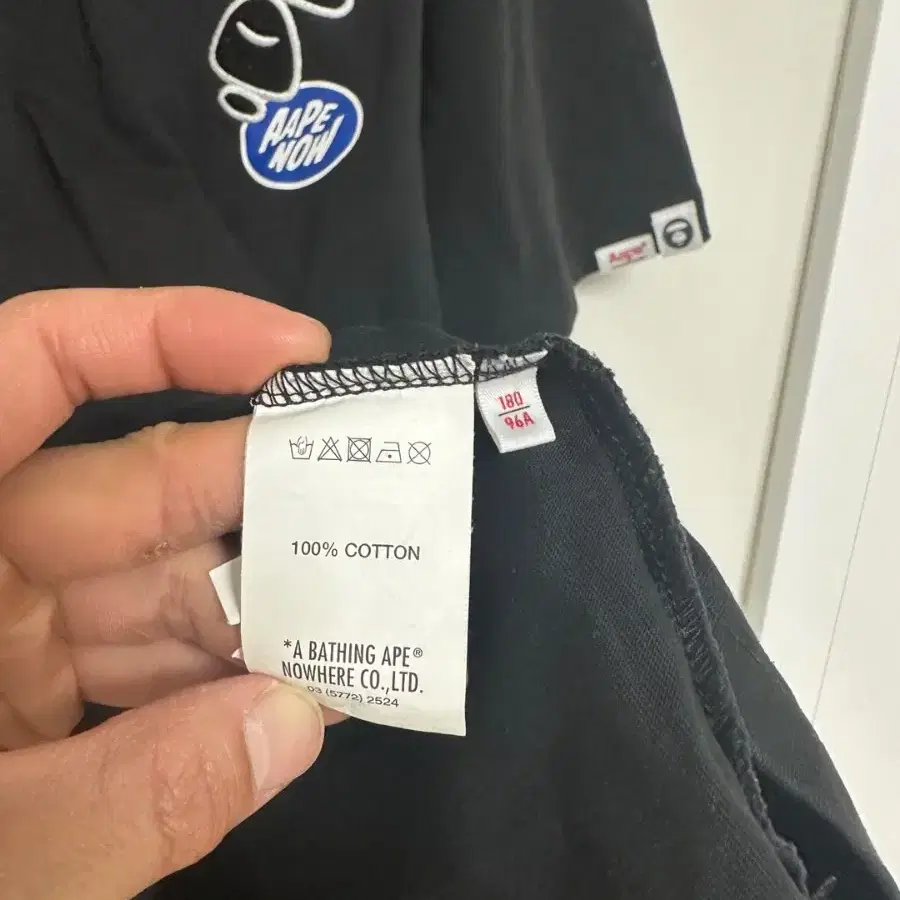 AAPE
NOW
Aape®
180
96A
100% COTTON
*A BATHING APE®
NOWHERE CO.,LTD.
03 (5772) 2524